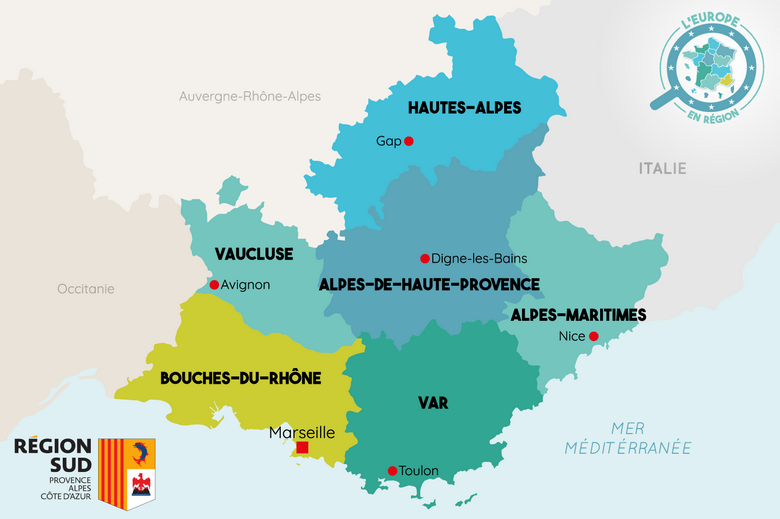 L'EUROPE
EN RÉGION
HAUTES-ALPES
Auvergne-Rhône-Alpes
Gap
ITALIE
VAUCLUSE
Digne-les-Bains
Avignon
ALPES-DE-HAUTE-PROVENCE
Occitanie
ALPES-MARITIMES
Nice
BOUCHES-DU-RHÔNE
VAR
Marseille
MER
MÉDITÉRRANÉE
Toulon
RÉGION
SUD
PROVENCE
ALPES
CÔTE D'AZUR